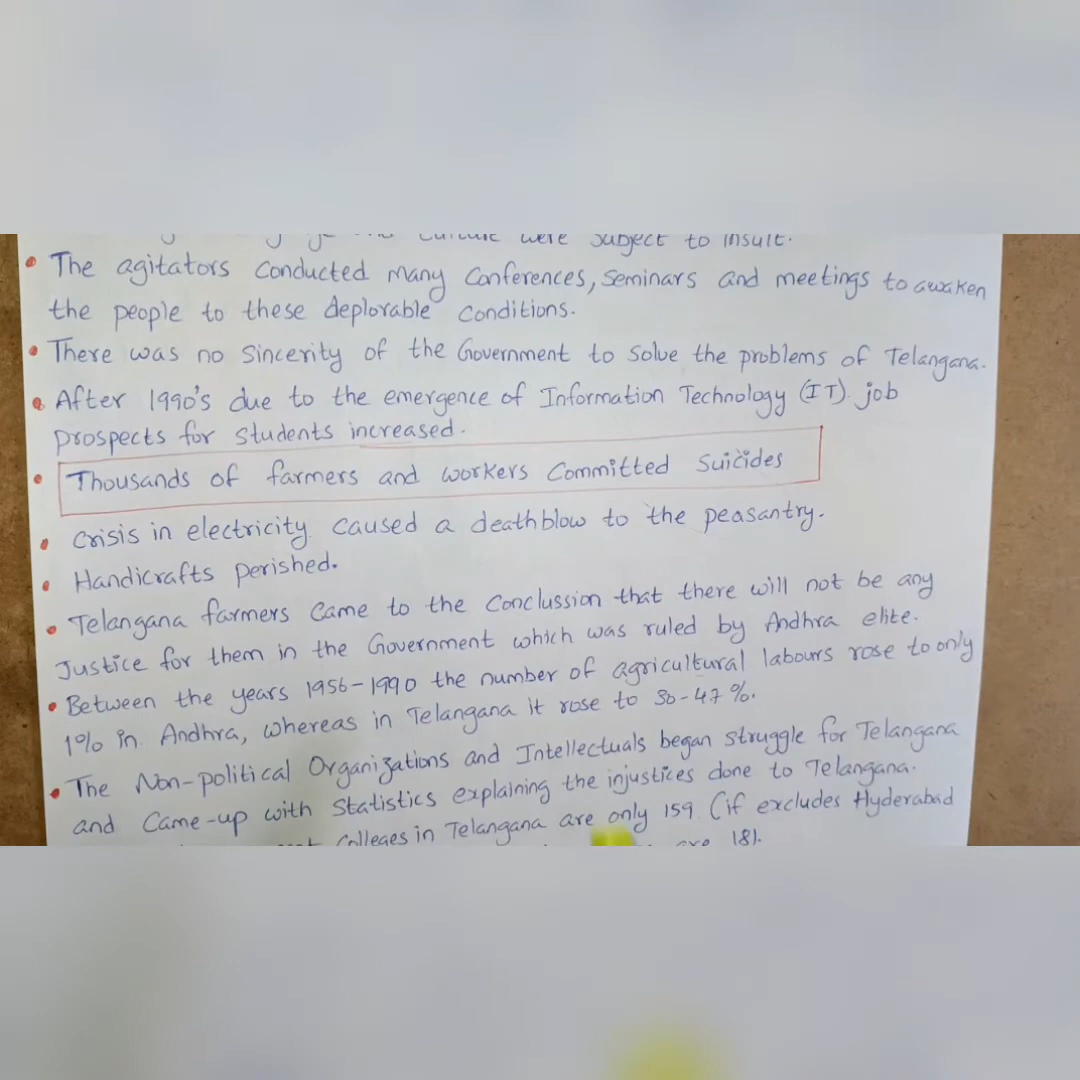 were subject to insult.
• The agitators conducted many conferences, seminars and meetings to awaken
the people to these deplorable conditions.
• There was no sincerity of the Government to solve the problems of Telangana.
• After 1990's due to the emergence of Information Technology (IT). job
prospects for students increased.
• Thousands of farmers and workers committed suicides
• crisis in electricity caused a deathblow to the peasantry.
• Handicrafts perished.
• Telangana farmers came to the conclussion that there will not be any
Justice for them in the Government which was ruled by Andhra elite.
• Between the years 1956-1990 the number of agricultural labours rose to only
1% in Andhra, whereas in Telangana it rose to 30-47%.
• The Non-political Organizations and Intellectuals began struggle for Telangana
and came-up with statistics explaining the injustices done to Telangana.
Colleges in Telangana are only 159 (if excludes Hyderabad
are 181.